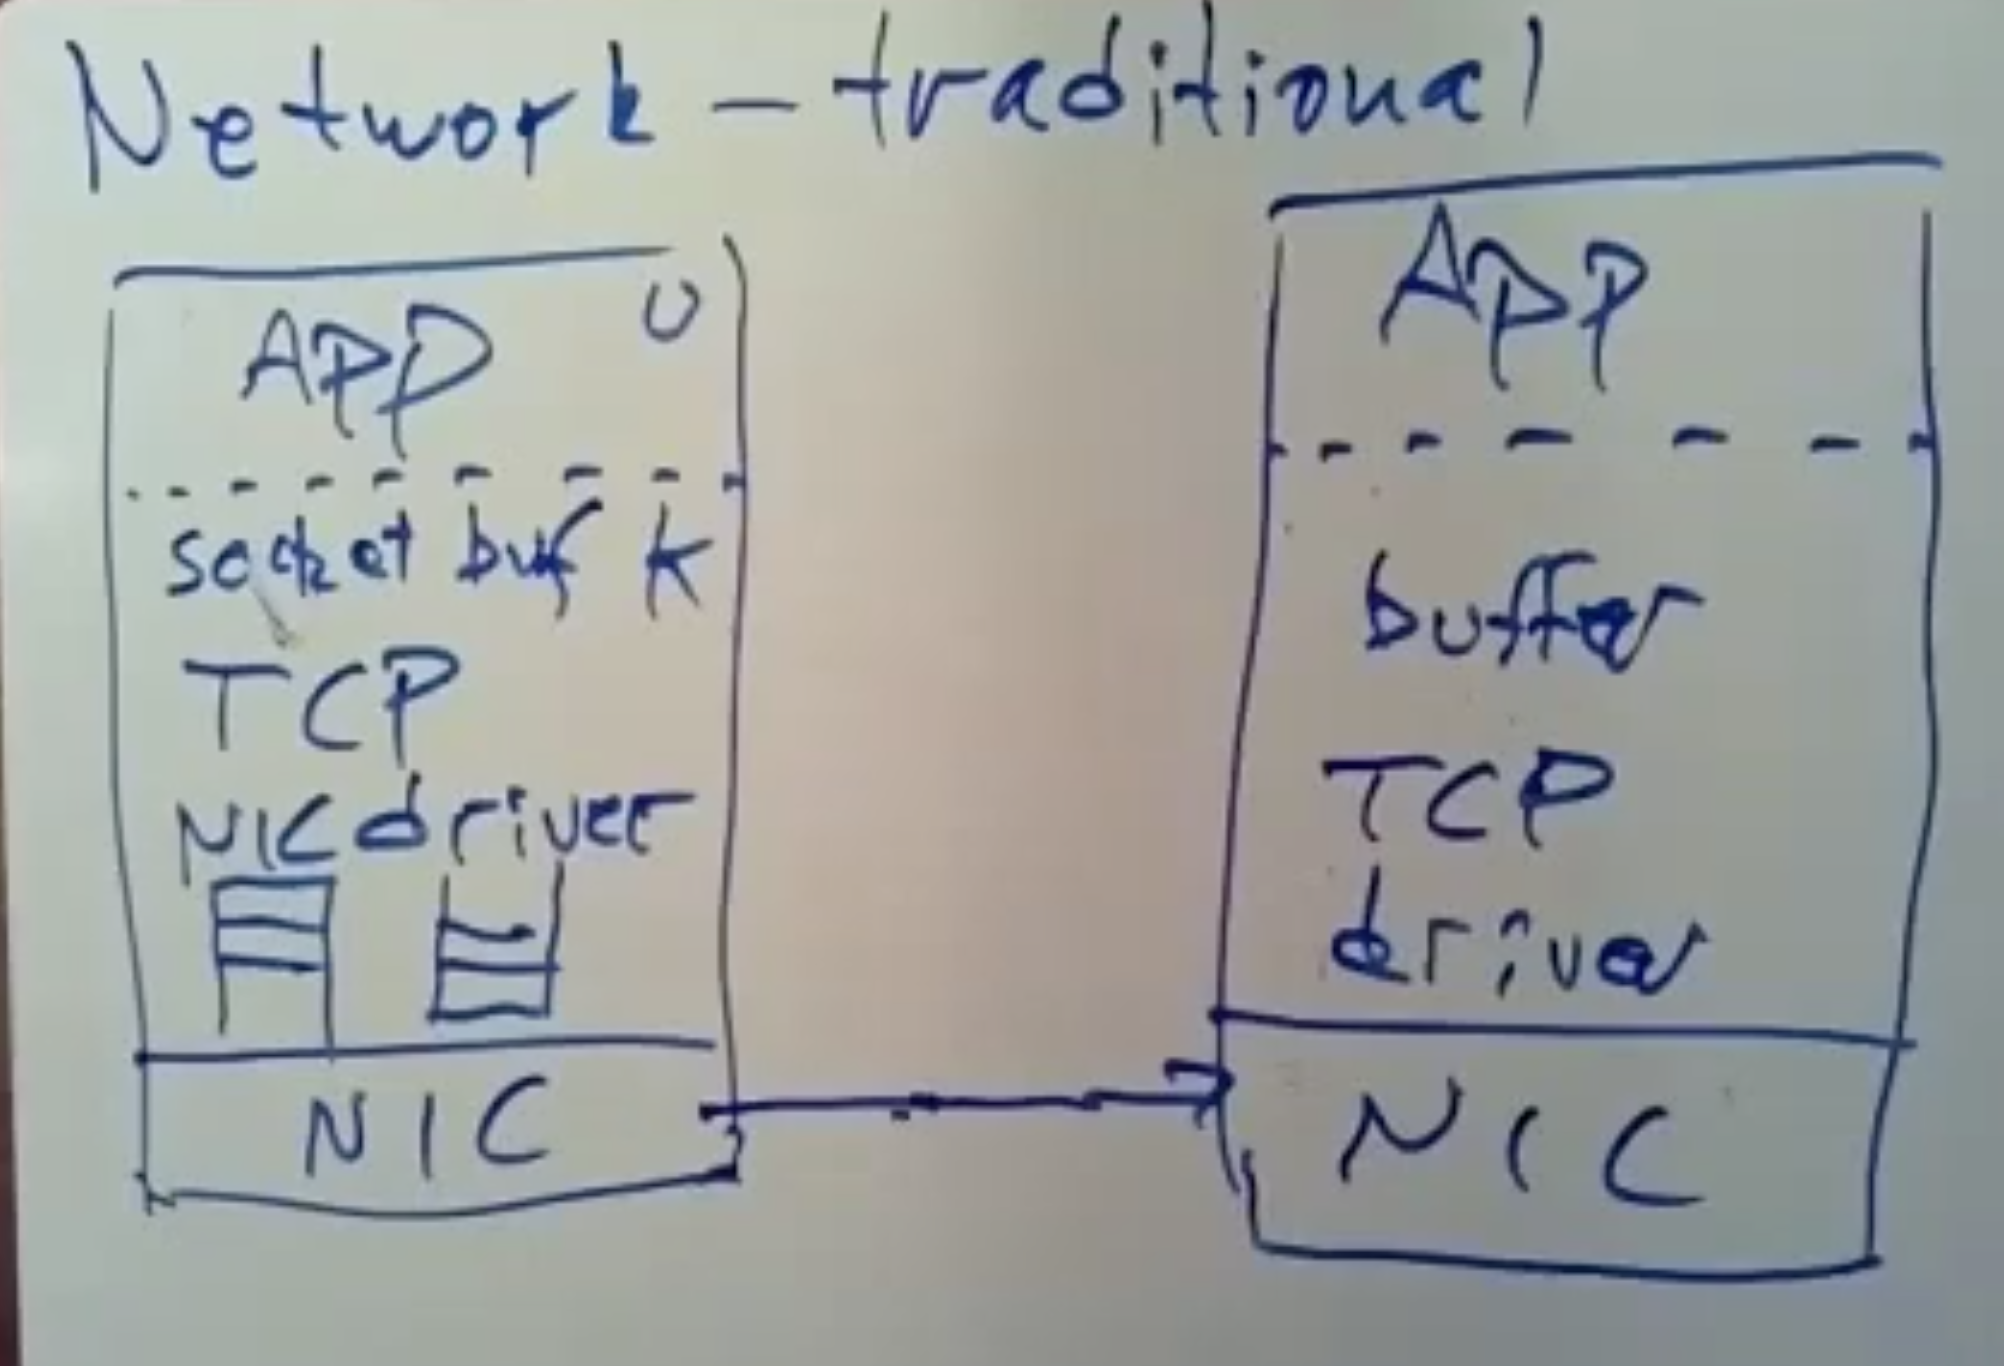 Network - traditional
APP U
socket buf K
TCP
NIC driver
NIC
APP
buffer
TCP
driver
NIC